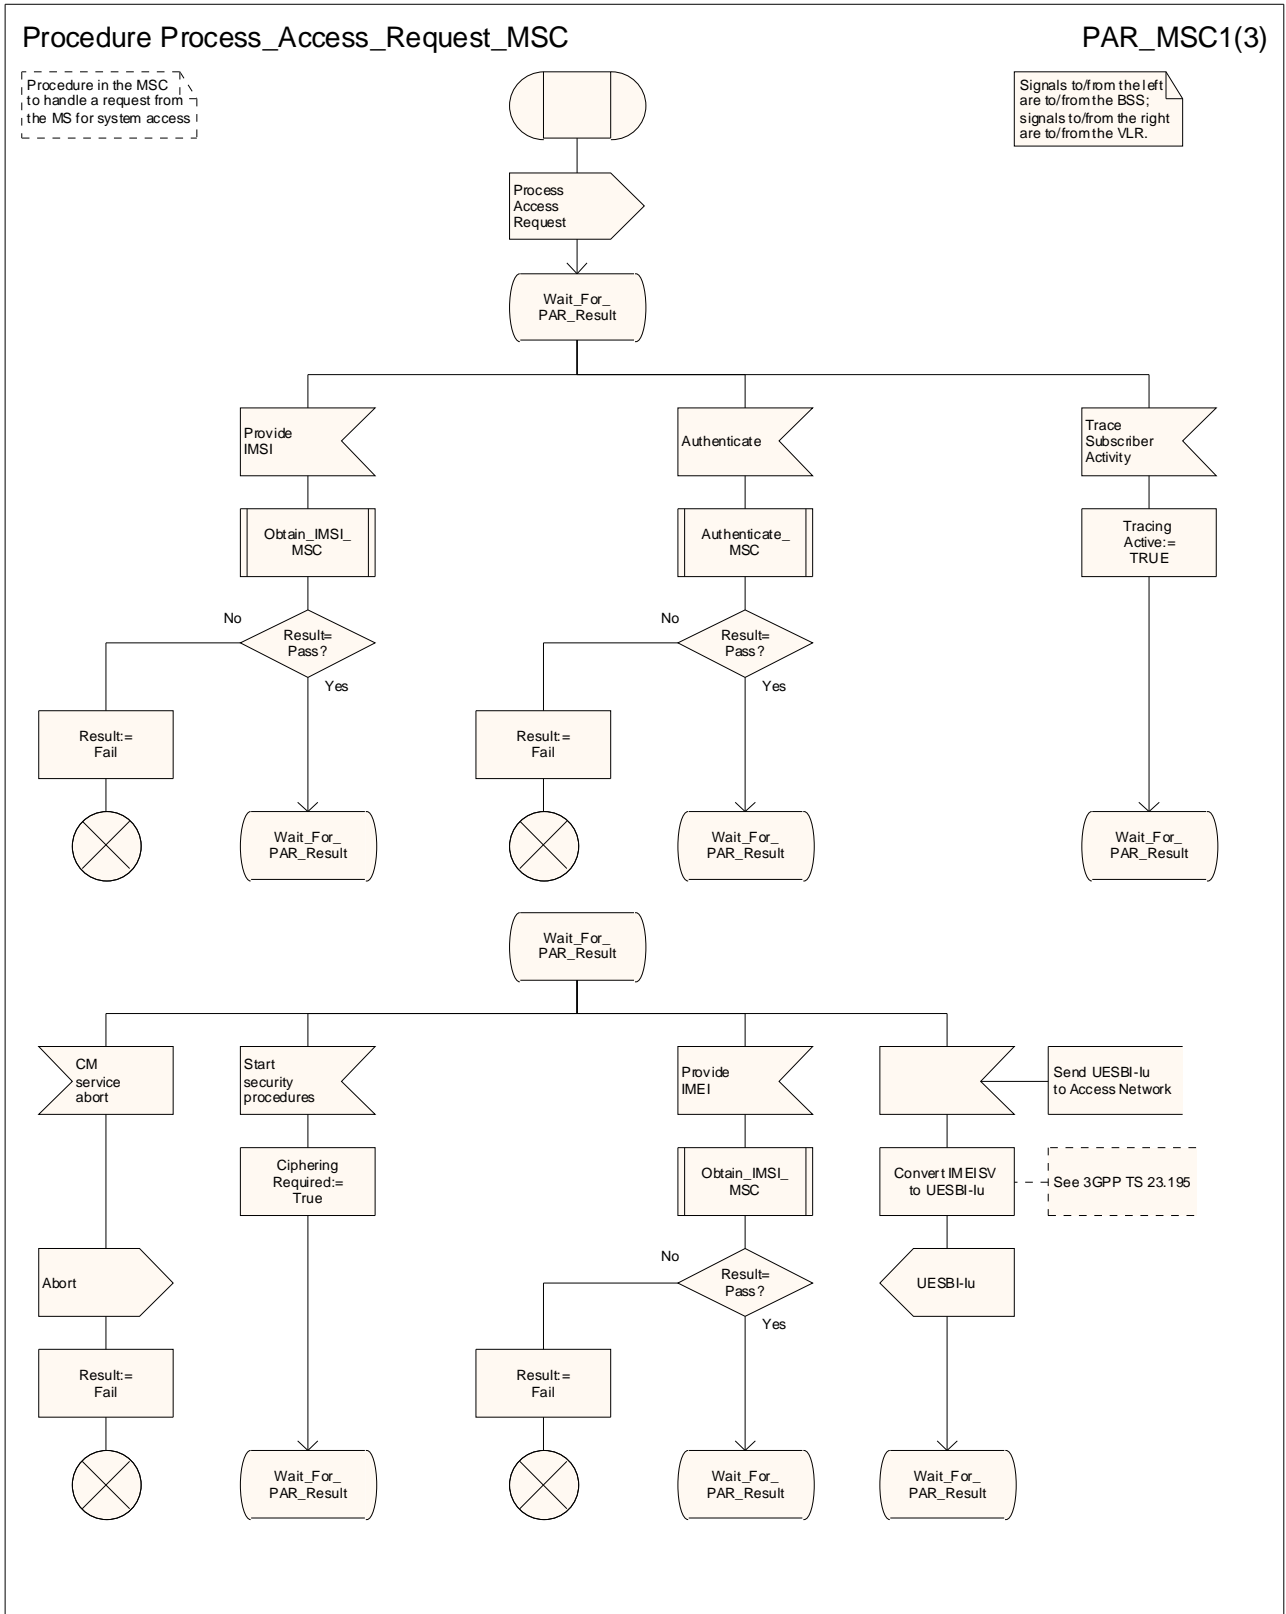 Procedure Process_Access_Request_MSC
PAR_MSC1(3)
Procedure in the MSC
to handle a request from
the MS for system access
Signals to/from the left
are to/from the BSS;
signals to/from the right
are to/from the VLR.
Process
Access
Request
Wait_For_
PAR_Result
Provide
IMSI
Authenticate
Trace
Subscriber
Activity
Obtain_IMSI_
MSC
Authenticate_
MSC
Tracing
Active:=
TRUE
No
Result=
Pass?
Yes
No
Result=
Pass?
Yes
Result:=
Fail
Result:=
Fail
Wait_For_
PAR_Result
Wait_For_
PAR_Result
Wait_For_
PAR_Result
Wait_For_
PAR_Result
CM
service
abort
Start
security
procedures
Provide
IMEI
Send UESBI-Iu
to Access Network
Ciphering
Required:=
True
Obtain_IMSI_
MSC
Convert IMEISV
to UESBI-Iu
See 3GPP TS 23.195
Abort
No
Result=
Pass?
Yes
UESBI-Iu
Result:=
Fail
Result:=
Fail
Wait_For_
PAR_Result
Wait_For_
PAR_Result
Wait_For_
PAR_Result